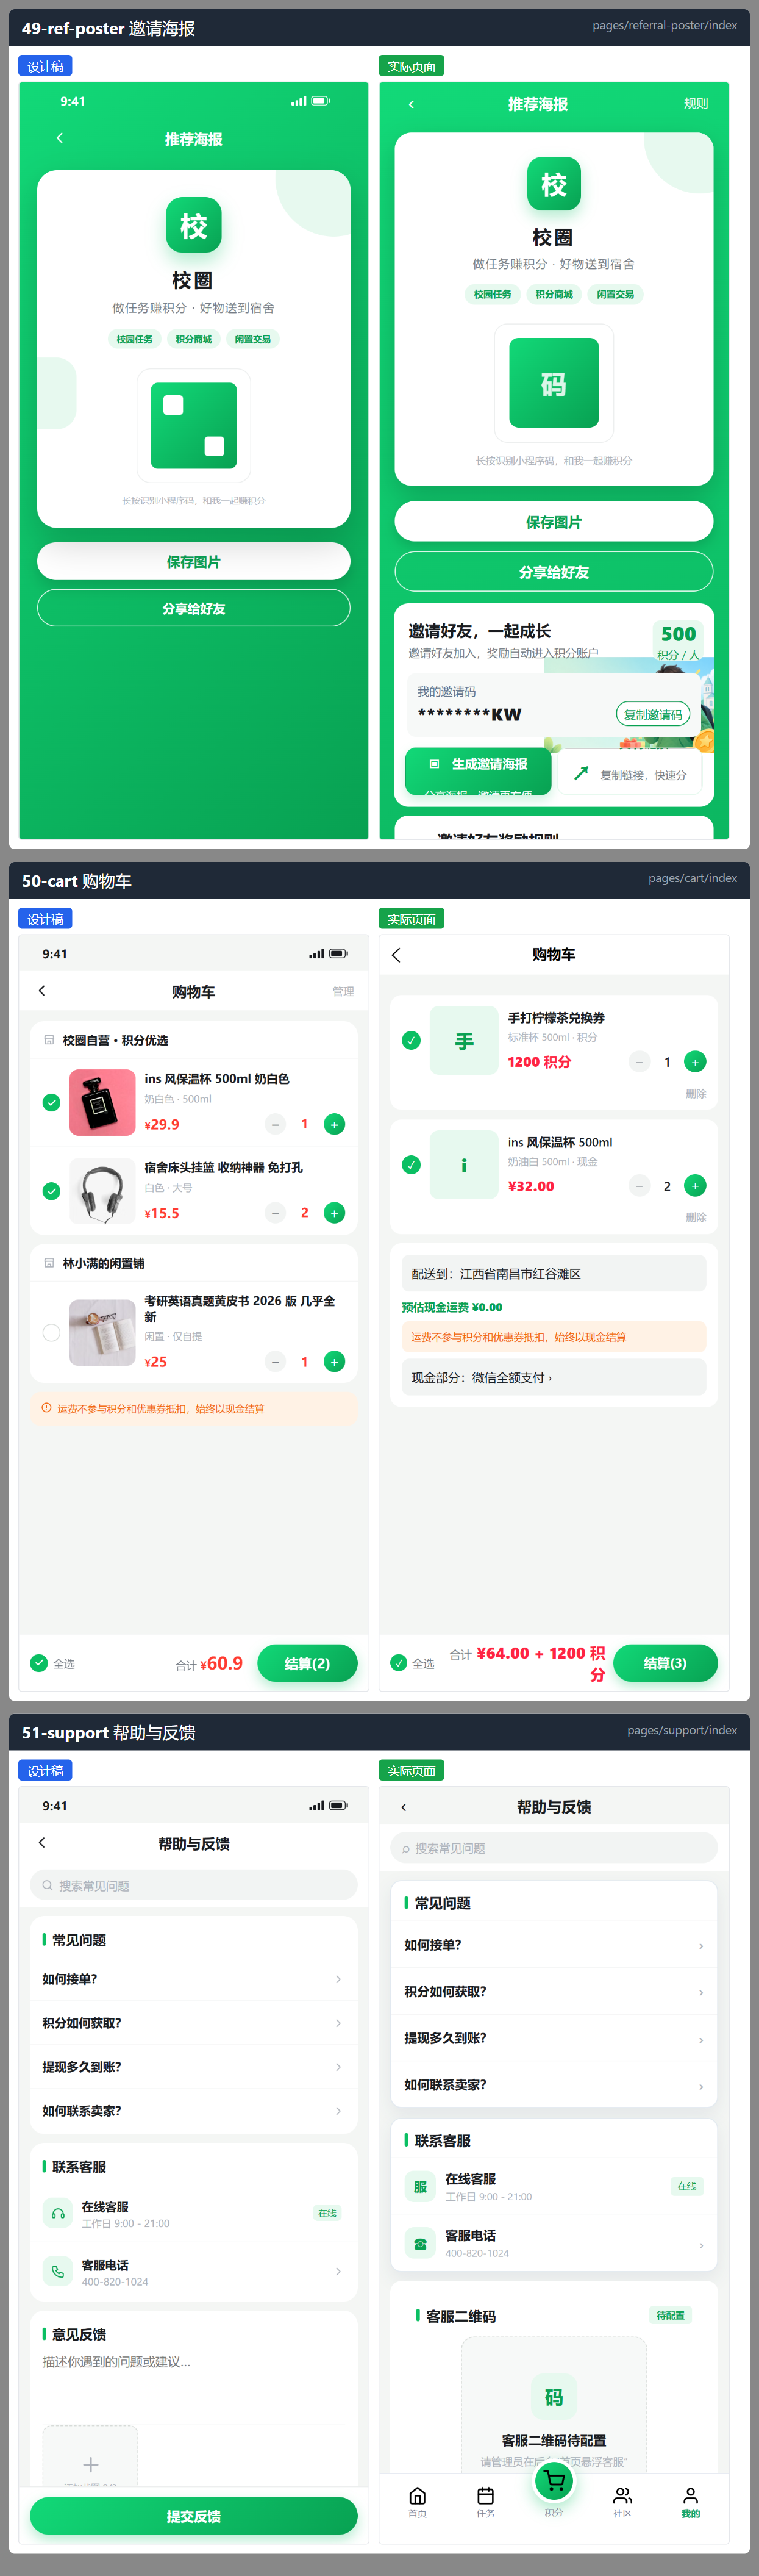 49-ref-poster 邀请海报
pages/referral-poster/index
设计稿
9:41
推荐海报
校
校圈
做任务赚积分 · 好物送到宿舍
校园任务 积分商城 闲置交易
长按识别小程序码，和我一起赚积分
保存图片
分享给好友
实际页面
推荐海报
规则
校
校圈
做任务赚积分 · 好物送到宿舍
校园任务 积分商城 闲置交易
码
长按识别小程序码，和我一起赚积分
保存图片
分享给好友
邀请好友，一起成长
邀请好友加入，奖励自动进入积分账户
500
积分 / 人
我的邀请码
********KW
复制邀请码
生成邀请海报
分享海报，邀请更方便
复制链接，快速分
邀请好友奖励规则
50-cart 购物车
pages/cart/index
设计稿
9:41
购物车
管理
校圈自营 · 积分优选
ins 风保温杯 500ml 奶白色
奶白色 · 500ml
¥29.9
− 1 +
宿舍床头挂篮 收纳神器 免打孔
白色 · 大号
¥15.5
− 2 +
林小满的闲置铺
考研英语真题黄皮书 2026 版 几乎全
新
闲置 · 仅自提
¥25
− 1 +
运费不参与积分和优惠券抵扣，始终以现金结算
全选
合计 ¥60.9
结算(2)
实际页面
购物车
手
手打柠檬茶兑换券
标准杯 500ml · 积分
1200 积分
− 1 +
删除
i
ins 风保温杯 500ml
奶油白 500ml · 现金
¥32.00
− 2 +
删除
配送到：江西省南昌市红谷滩区
预估现金运费 ¥0.00
运费不参与积分和优惠券抵扣，始终以现金结算
现金部分：微信全额支付 ›
全选
合计 ¥64.00 + 1200 积
分
结算(3)
51-support 帮助与反馈
pages/support/index
设计稿
9:41
帮助与反馈
搜索常见问题
常见问题
如何接单？
积分如何获取？
提现多久到账？
如何联系卖家？
联系客服
在线客服
工作日 9:00 - 21:00
在线
客服电话
400-820-1024
意见反馈
描述你遇到的问题或建议...
提交反馈
实际页面
帮助与反馈
搜索常见问题
常见问题
如何接单？
积分如何获取？
提现多久到账？
如何联系卖家？
联系客服
服
在线客服
工作日 9:00 - 21:00
在线
客服电话
400-820-1024
客服二维码
待配置
码
客服二维码待配置
请管理员在后台“首页悬浮客服”
首页 任务 积分 社区 我的